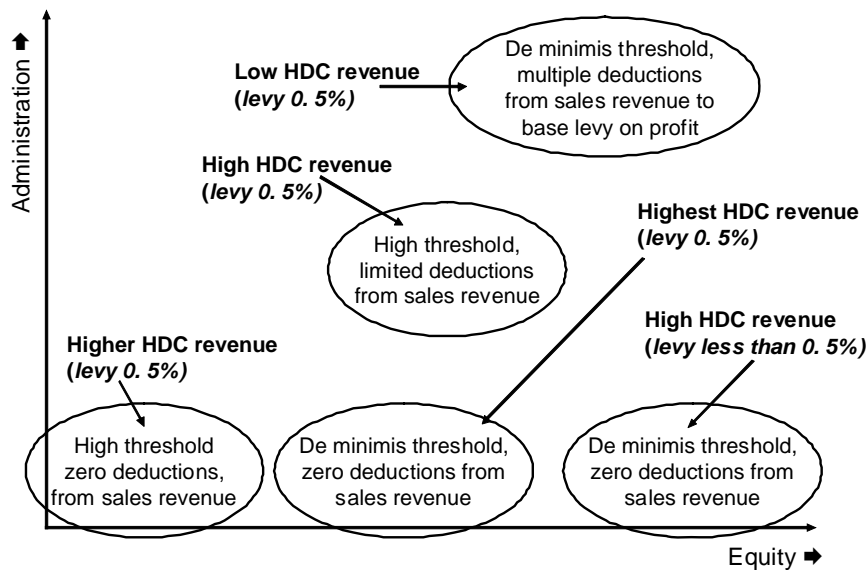 Administration ➡
Low HDC revenue
(levy 0. 5%)
De minimis threshold,
multiple deductions
from sales revenue to
base levy on profit
High HDC revenue
(levy 0. 5%)
High threshold,
limited deductions
from sales revenue
Highest HDC revenue
(levy 0. 5%)
High HDC revenue
(levy less than 0. 5%)
Higher HDC revenue
(levy 0. 5%)
High threshold
zero deductions,
from sales revenue
De minimis threshold,
zero deductions from
sales revenue
De minimis threshold,
zero deductions from
sales revenue
Equity ➡